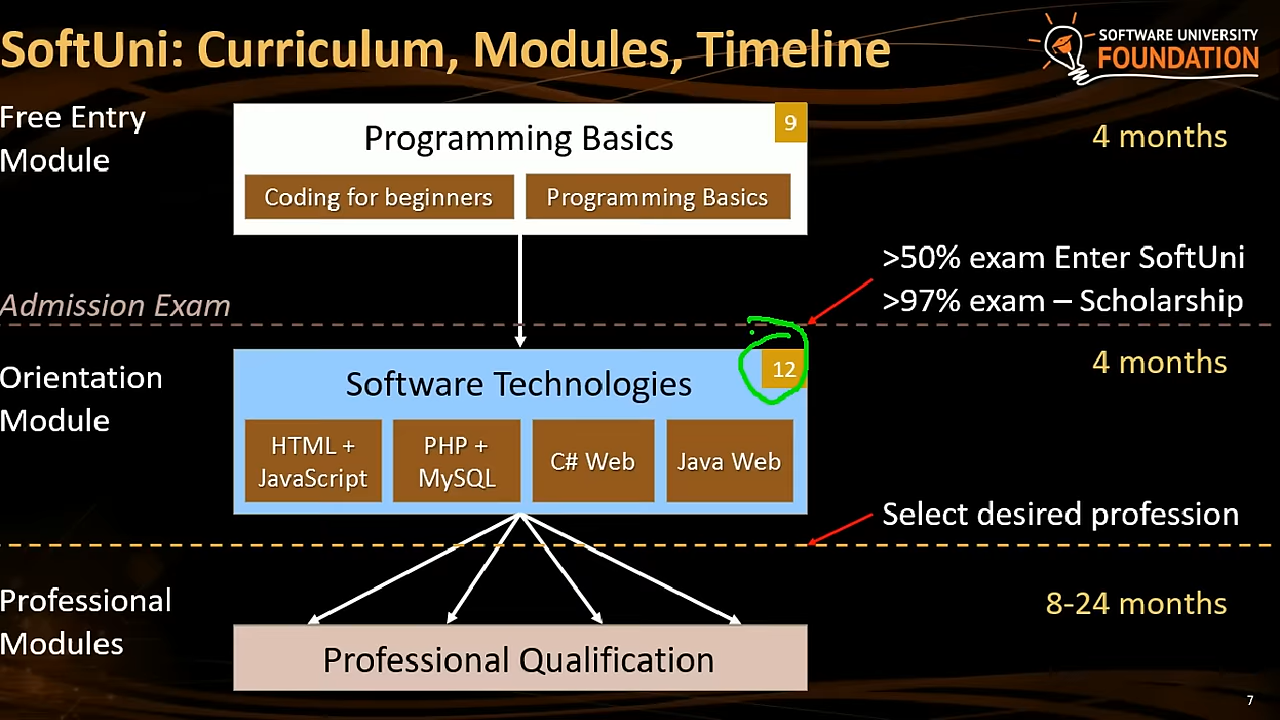 SoftUni: Curriculum, Modules, Timeline
SOFTWARE UNIVERSITY
FOUNDATION
Free Entry
Module
Programming Basics
9
4 months
Coding for beginners
Programming Basics
>50% exam Enter SoftUni
>97% exam – Scholarship
Admission Exam
Orientation
Module
Software Technologies
12
4 months
HTML +
JavaScript
PHP +
MySQL
C# Web
Java Web
Select desired profession
Professional
Modules
Professional Qualification
8-24 months
7